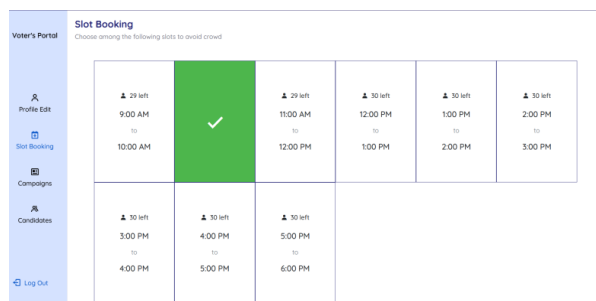 Voter's Portal
Slot Booking
Choose among the following slots to avoid crowd
Profile Edit
Slot Booking
Campaigns
Candidates
Log Out
29 left
9:00 AM
to
10:00 AM
29 left
11:00 AM
to
12:00 PM
30 left
12:00 PM
to
1:00 PM
30 left
1:00 PM
to
2:00 PM
30 left
2:00 PM
to
3:00 PM
30 left
3:00 PM
to
4:00 PM
30 left
4:00 PM
to
5:00 PM
30 left
5:00 PM
to
6:00 PM